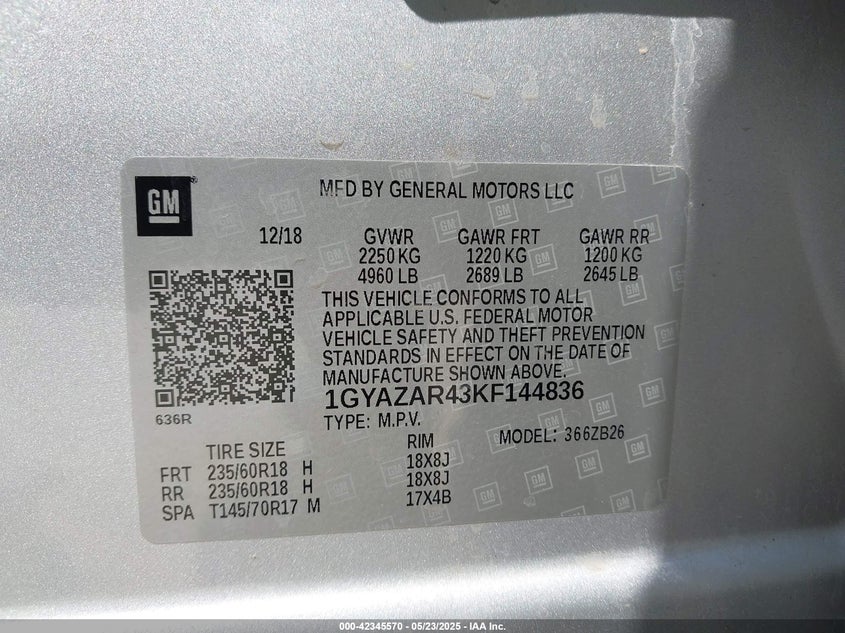 GM
MFD BY GENERAL MOTORS LLC
12/18 GVWR GAWR FRT GAWR RR
2250 KG 1220 KG 1200 KG
4960 LB 2689 LB 2645 LB
THIS VEHICLE CONFORMS TO ALL
APPLICABLE U.S. FEDERAL MOTOR
VEHICLE SAFETY AND THEFT PREVENTION
STANDARDS IN EFFECT ON THE DATE OF
MANUFACTURE SHOWN ABOVE.
1GYAZAR43KF144836
636R
TYPE: M.P.V. MODEL: 366ZB26
TIRE SIZE RIM
FRT 235/60R18 H 18X8J
RR 235/60R18 H 18X8J
SPA T145/70R17 M 17X4B
000-42345570 - 05/23/2025 - IAA Inc.